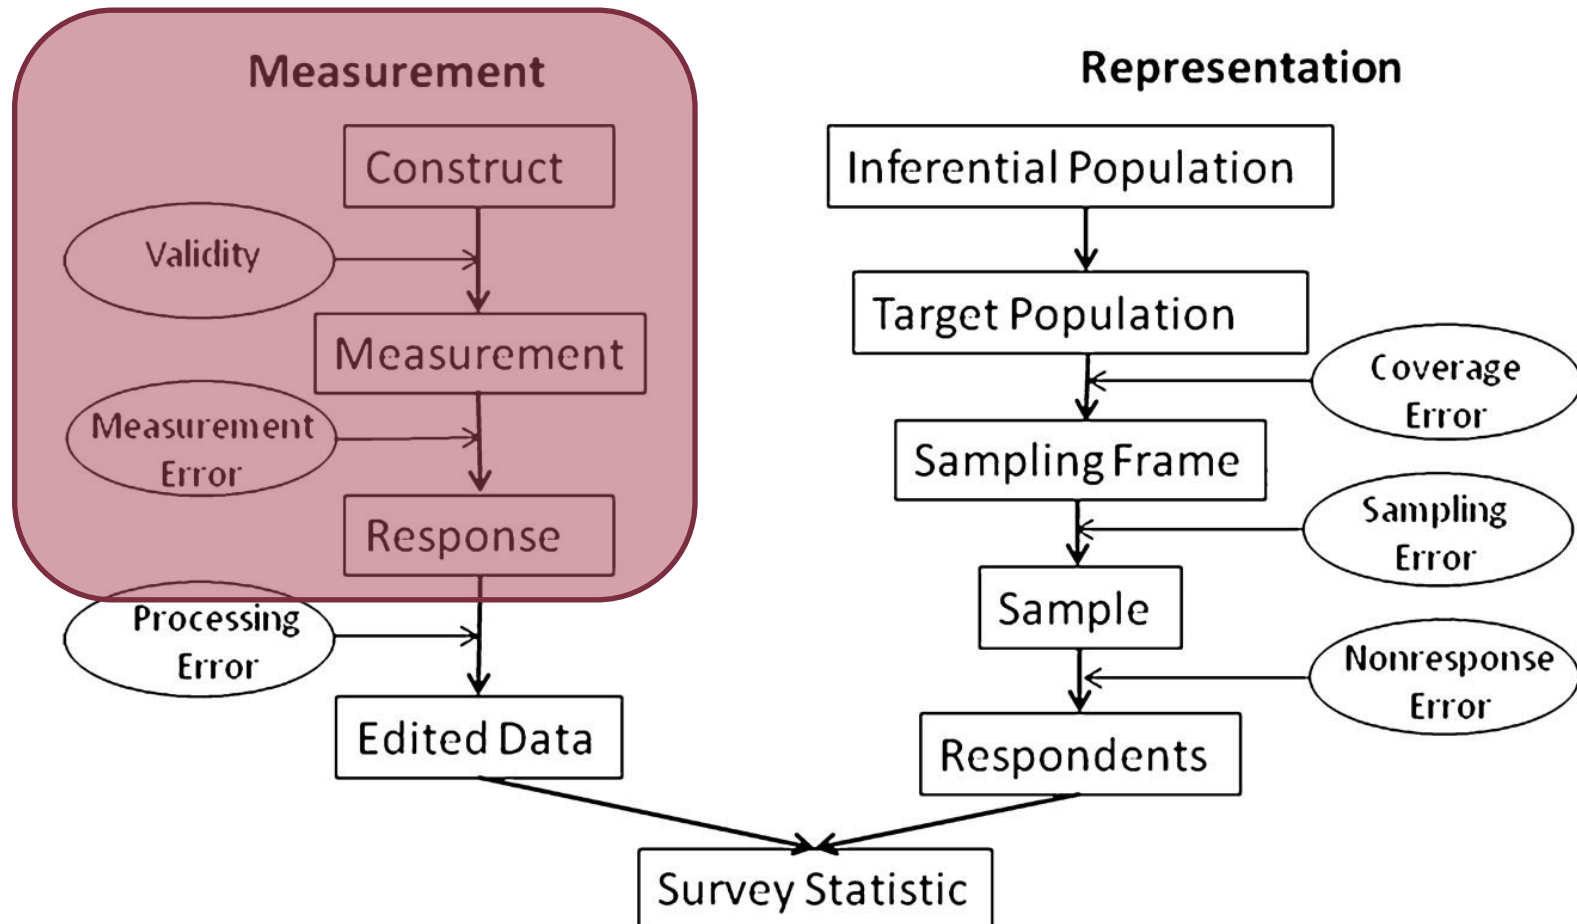 Measurement
Construct
Validity
Measurement
Measurement
Error
Response
Processing
Error
Edited Data
Representation
Inferential Population
Target Population
Coverage
Error
Sampling Frame
Sampling
Error
Sample
Nonresponse
Error
Respondents
Survey Statistic